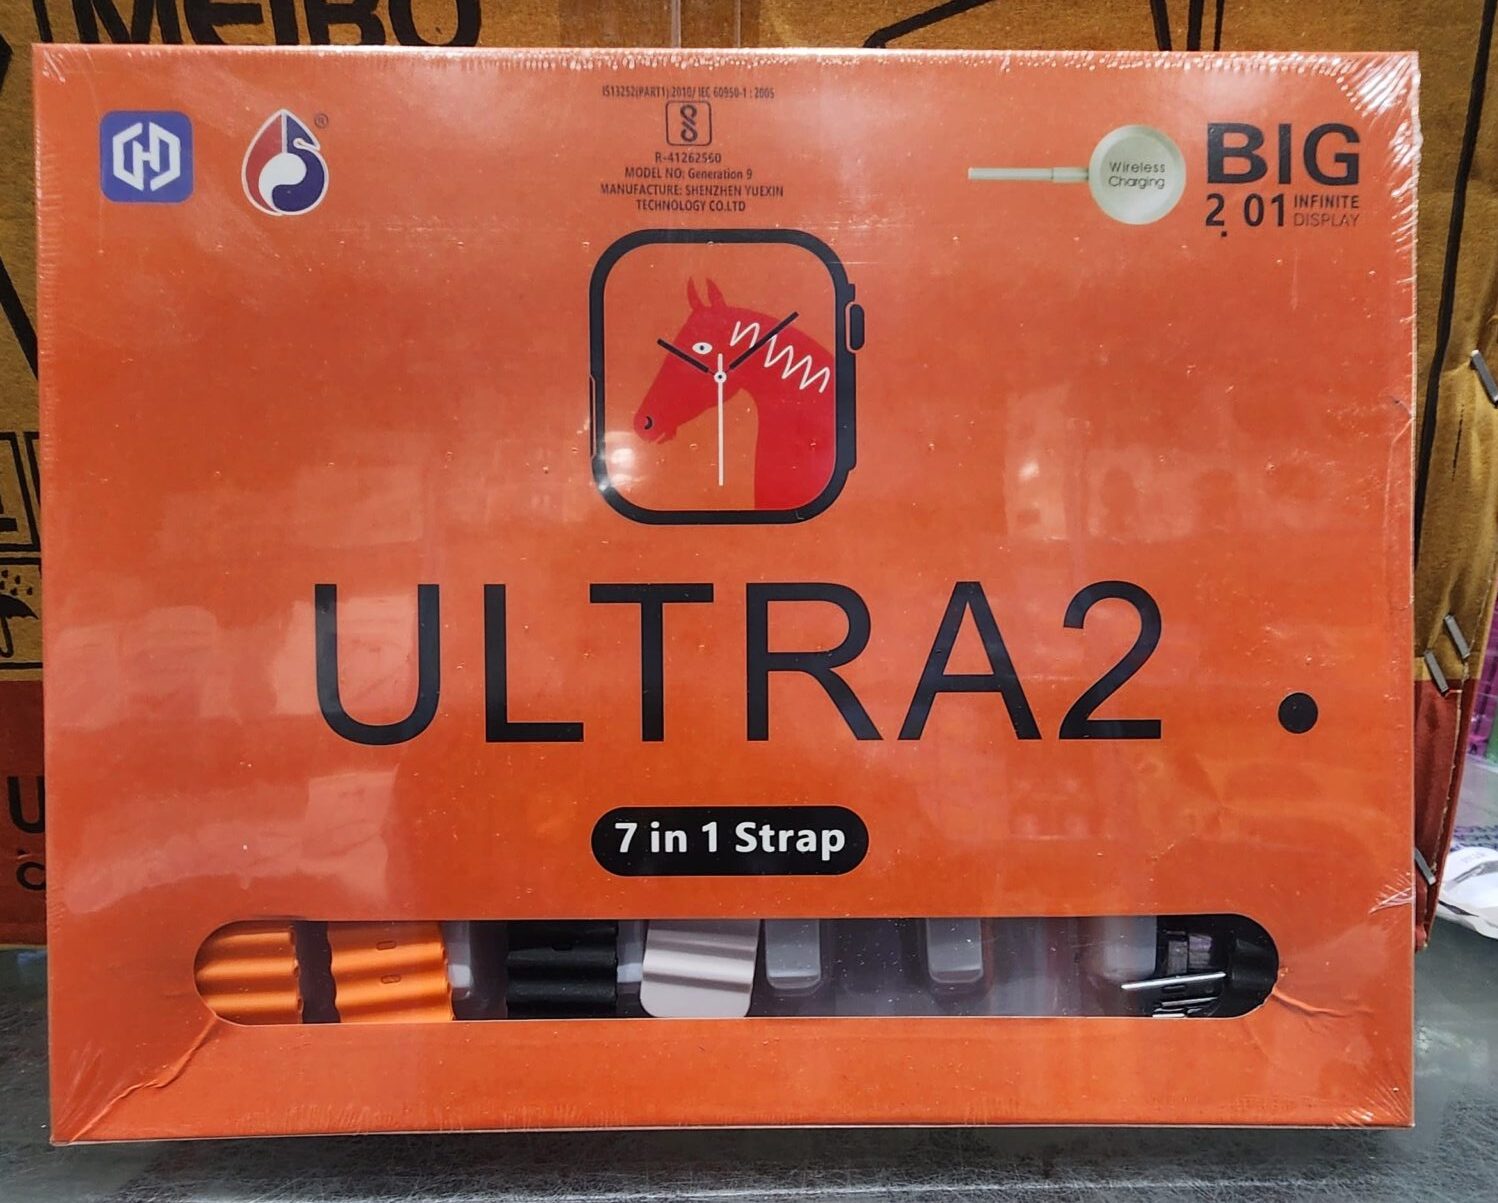 MEIBO
IS13252(PART1):2010/ IEC 60950-1 : 2005
R-41262560
MODEL NO: Generation 9
MANUFACTURE: SHENZHEN YUEXIN
TECHNOLOGY CO.LTD
®
Wireless
Charging
BIG
2.01 INFINITE
DISPLAY
ULTRA2 .
7 in 1 Strap